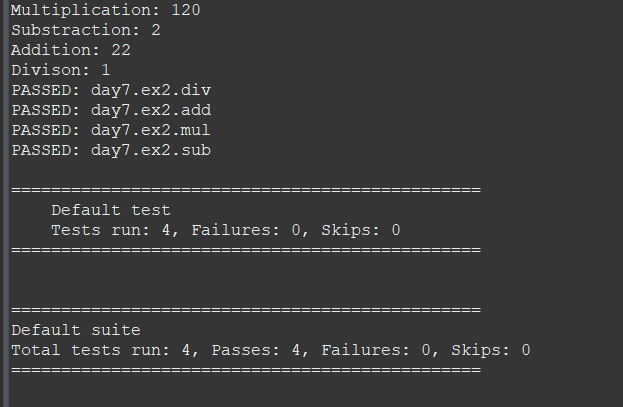 Multiplication: 120
Substraction: 2
Addition: 22
Divison: 1
PASSED: day7.ex2.div
PASSED: day7.ex2.add
PASSED: day7.ex2.mul
PASSED: day7.ex2.sub
===============================================
Default test
Tests run: 4, Failures: 0, Skips: 0
===============================================
===============================================
Default suite
Total tests run: 4, Passes: 4, Failures: 0, Skips: 0
===============================================